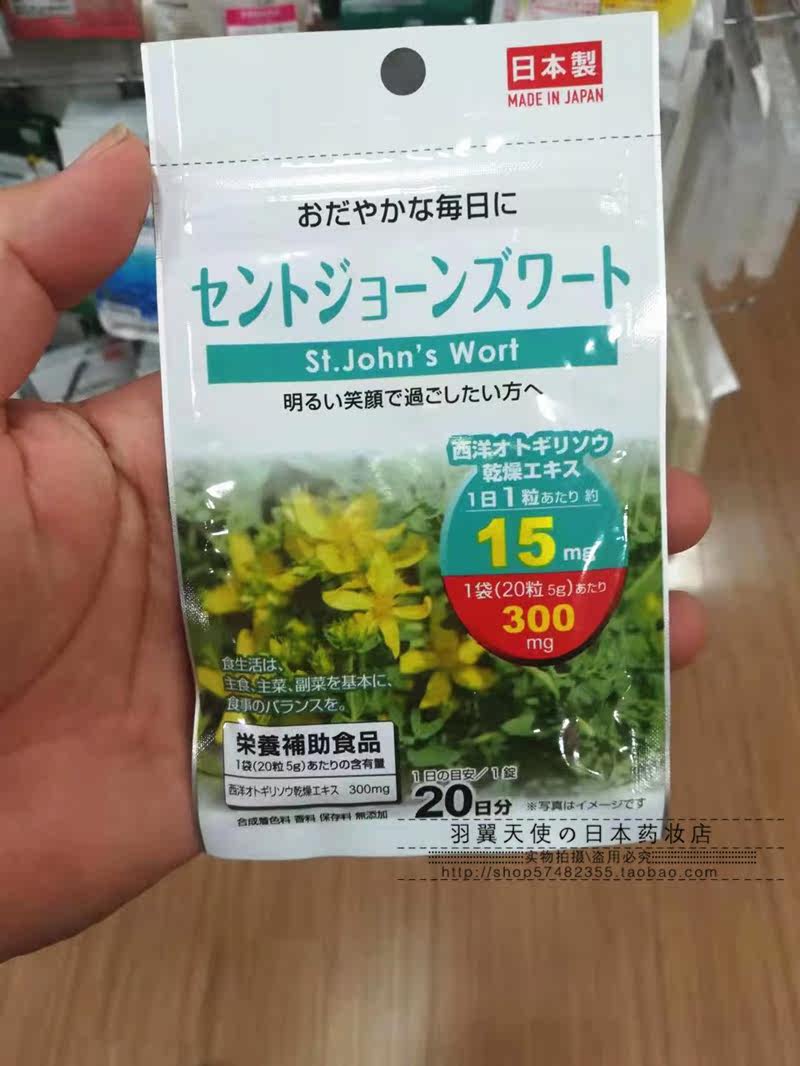 日本製
MADE IN JAPAN
おだやかな毎日に
セントジョーンズワート
St.John's Wort
明るい笑顔で過ごしたい方へ
西洋オトギリソウ
乾燥エキス
1日1粒あたり 約
15mg
1袋(20粒 5g)あたり
300
mg
食生活は、
主食、主菜、副菜を基本に、
食事のバランスを。
栄養補助食品
1袋(20粒 5g)あたりの含有量
西洋オトギリソウ乾燥エキス 300mg
合成着色料 香料 保存料 無添加
1日の目安/1錠
20日分 ※写真はイメージです
羽翼天使の日本药妆店
实物拍摄\盗用必究
http://shop57482355.taobao.com